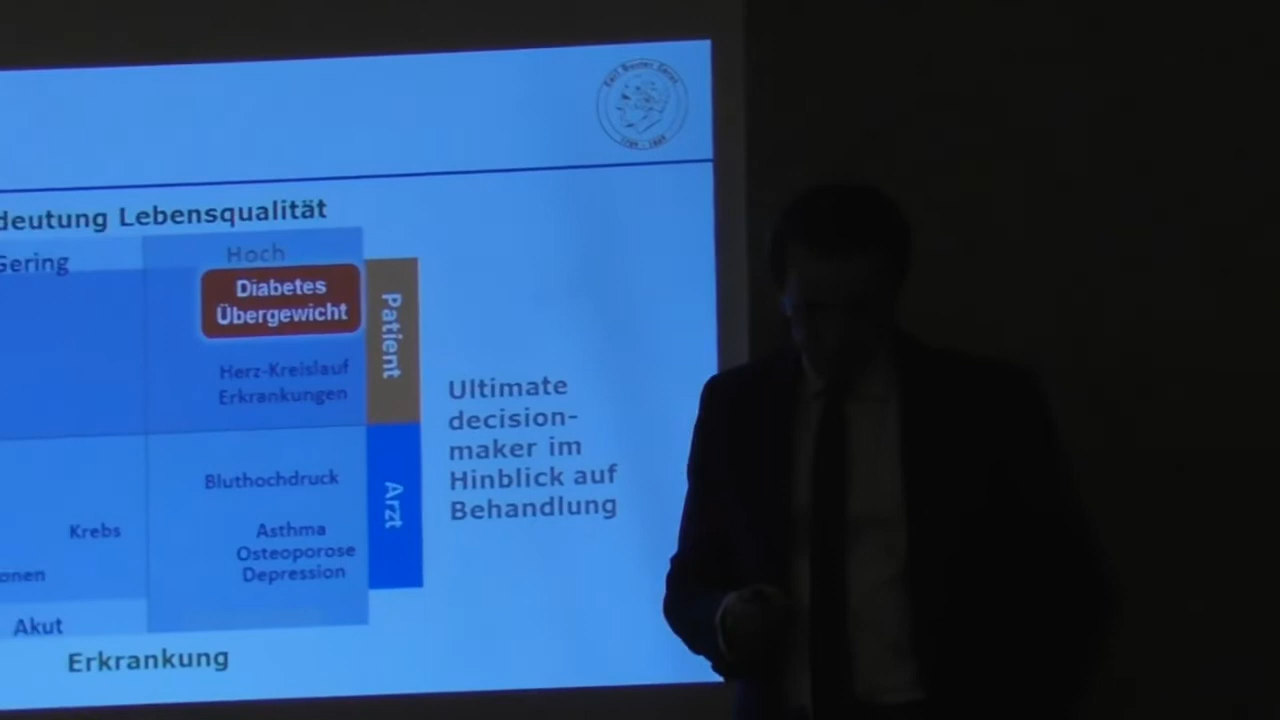 deutung Lebensqualität
Gering
Hoch
Diabetes
Übergewicht
Herz-Kreislauf
Erkrankungen
Patient
Ultimate
decision-
maker im
Hinblick auf
Behandlung
Bluthochdruck
Arzt
Krebs
Asthma
Osteoporose
Depression
onen
Akut
Erkrankung